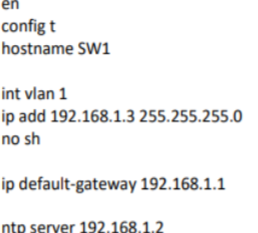 en
config t
hostname SW1
int vlan 1
ip add 192.168.1.3 255.255.255.0
no sh
ip default-gateway 192.168.1.1
ntp server 192.168.1.2